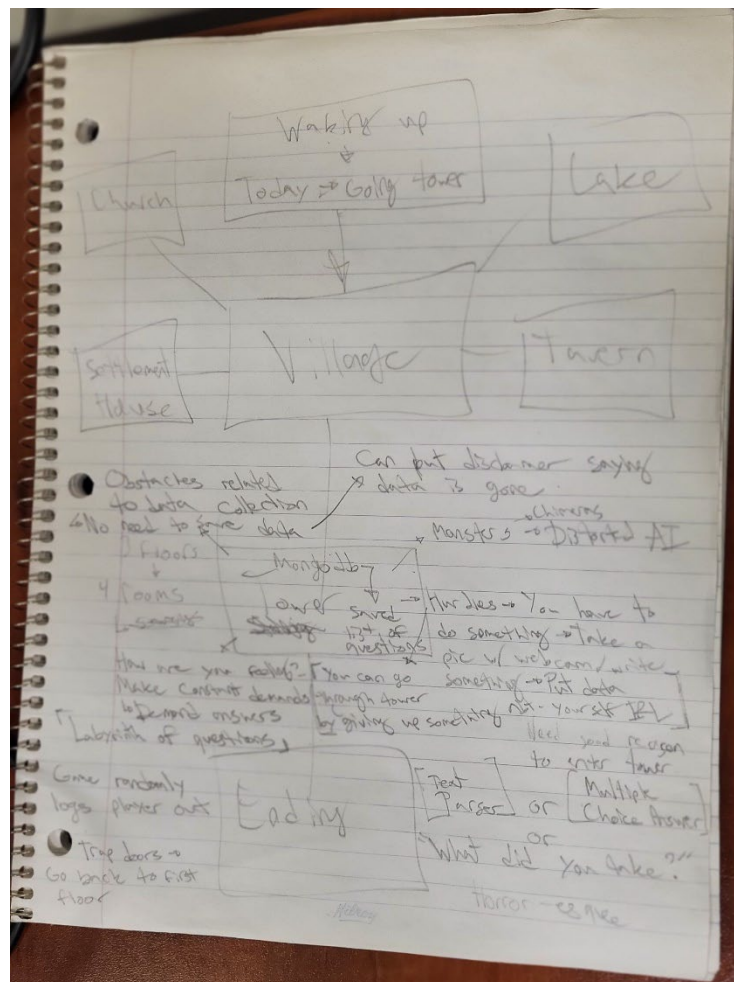 Waking up
Today → Going tower
Church
Lake
Settlement
House
Village
Tavern
Can put disclaimer saying
data is gone
Obstacles related
to data collection
No need to save data
Chimeras
Monsters → Distorted AI
floors
4 rooms
MongoDB
Tower
saved
list of
questions
Hurdles → You have to
do something → Take a
pic w/ webcam/write
something → Put data
yourself IRL
How are you feeling?
Make constant demands
Demand answers
「Labyrinth of questions」
「You can go
through tower
by giving up something
Need good reason
to enter tower
Game randomly
logs player out
Trap doors →
Go back to first
floor
Ending
[Text
Parser] or [Multiple
Choice Answer]
or
"What did you take?"
Horror-esque
Hilroy